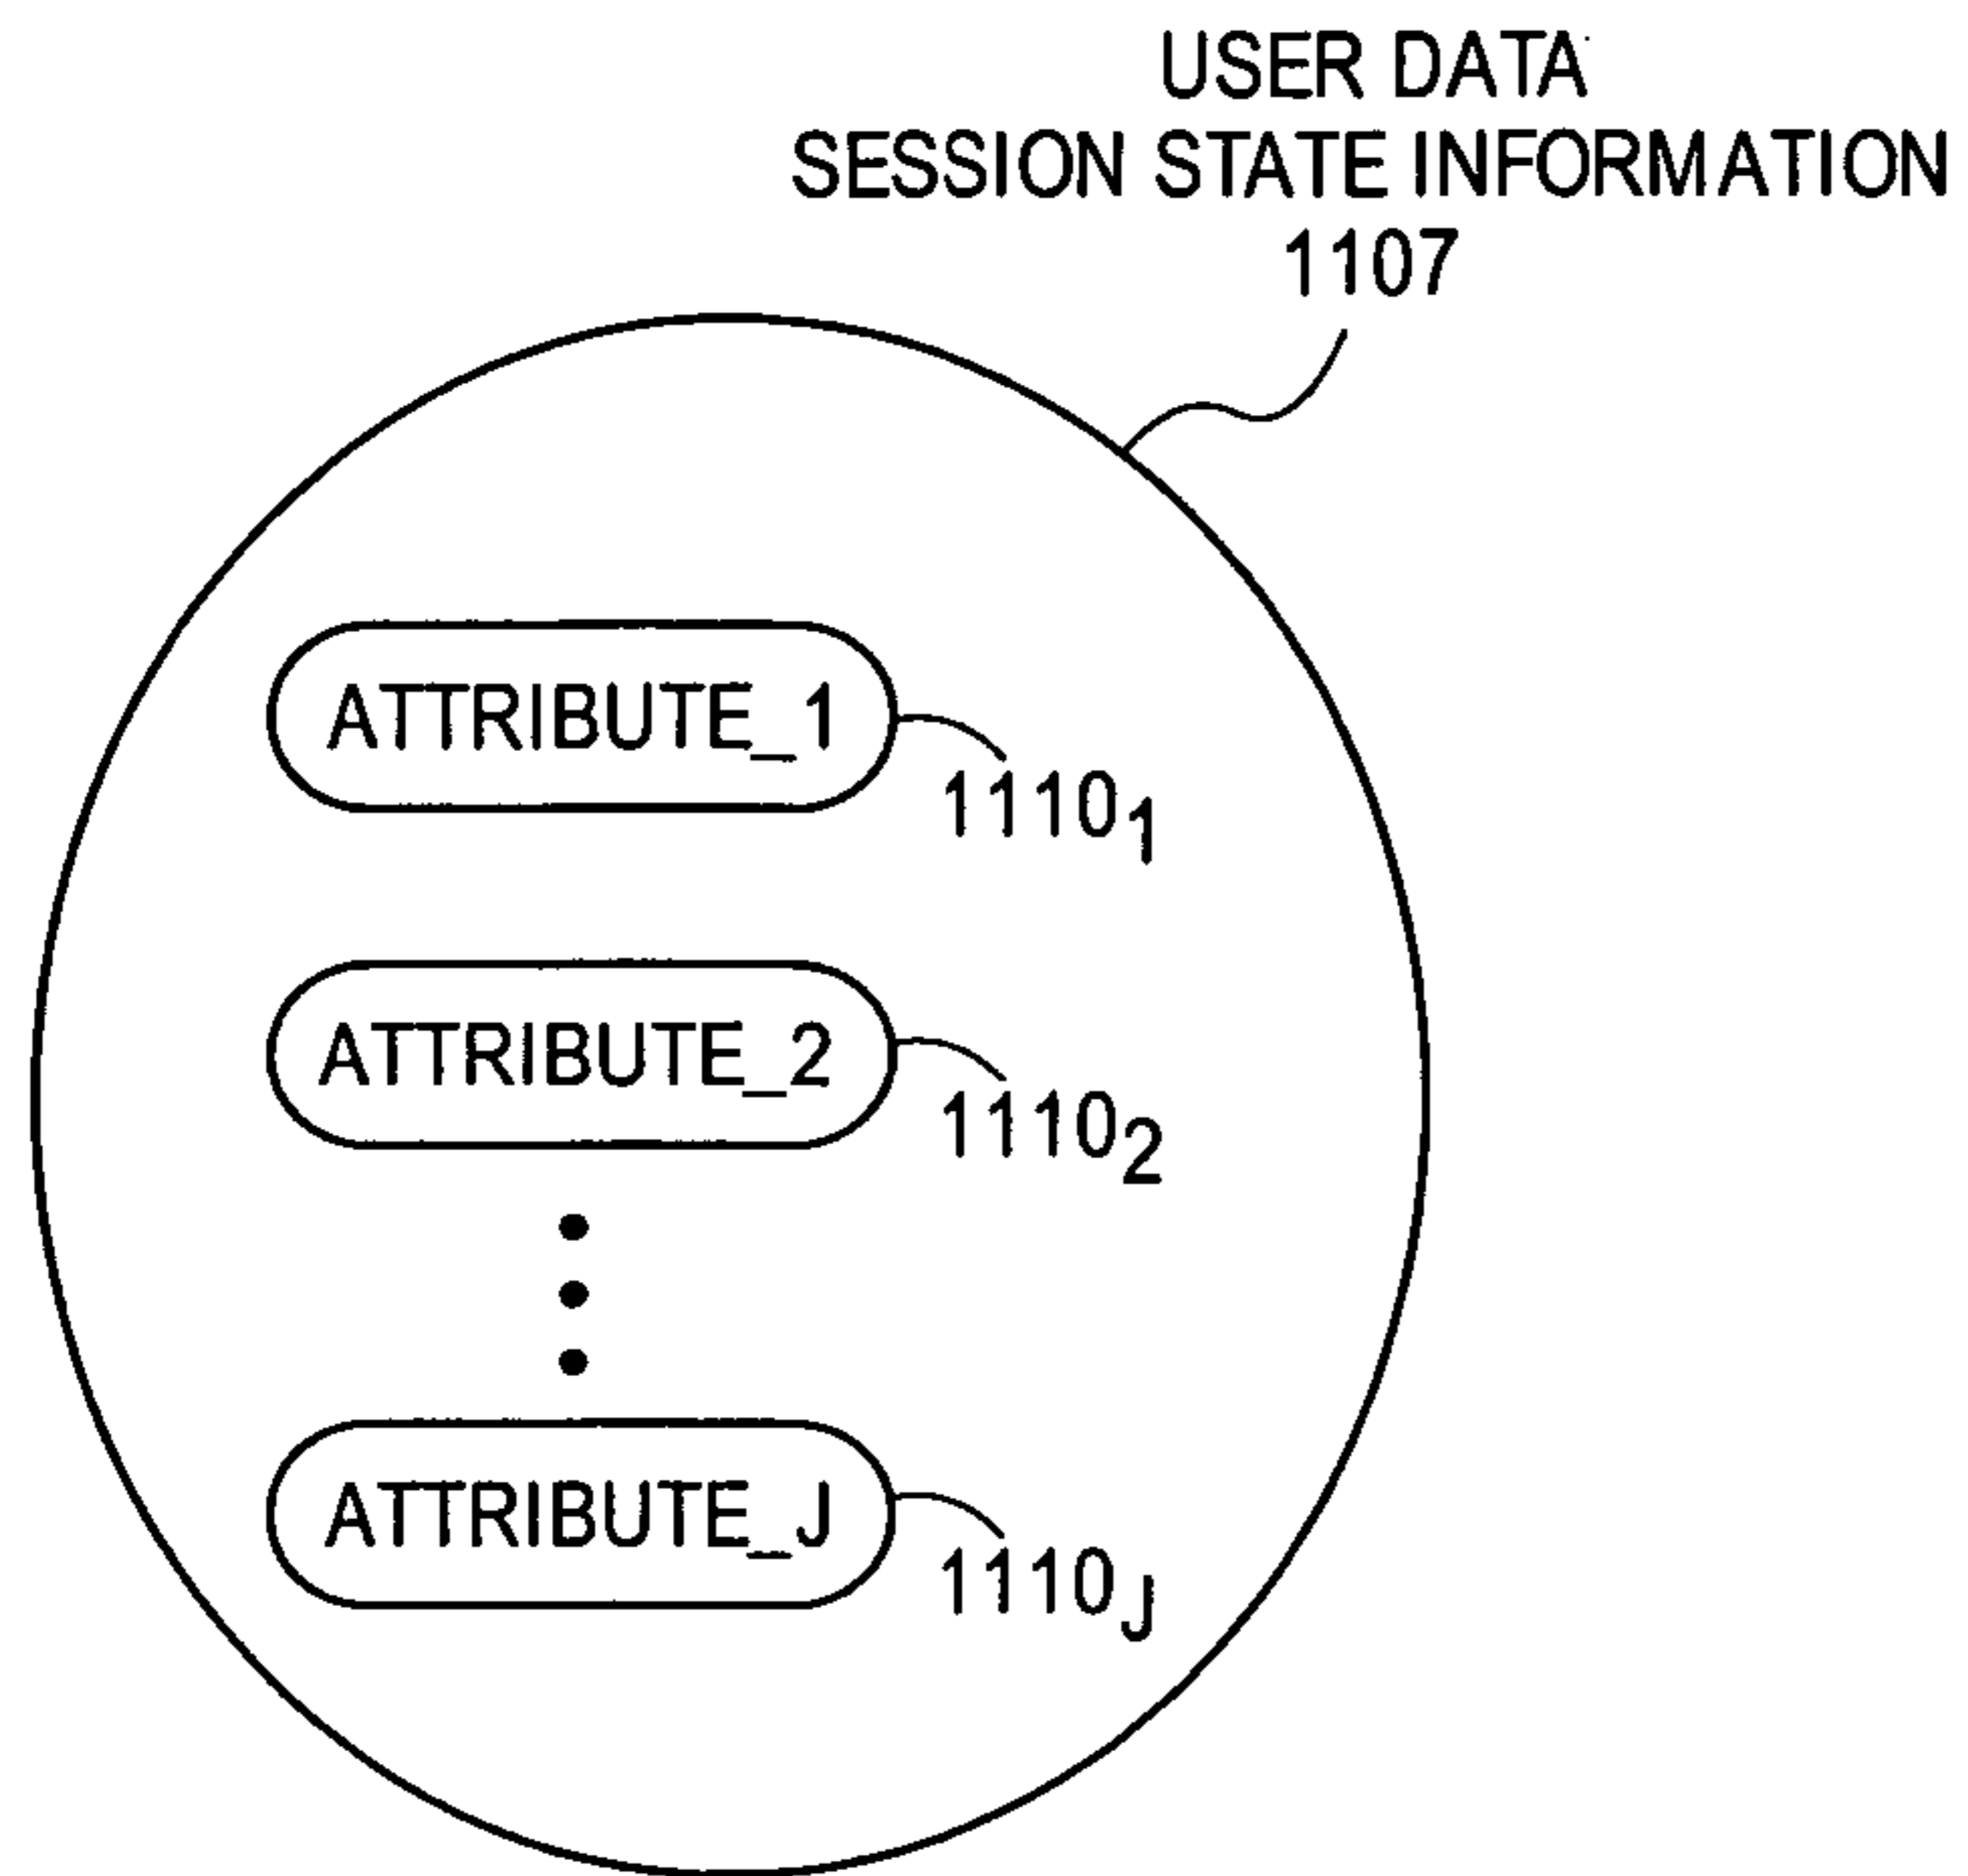 USER DATA
SESSION STATE INFORMATION
1107
ATTRIBUTE_1
1110₁
ATTRIBUTE_2
1110₂
ATTRIBUTE_J
1110J